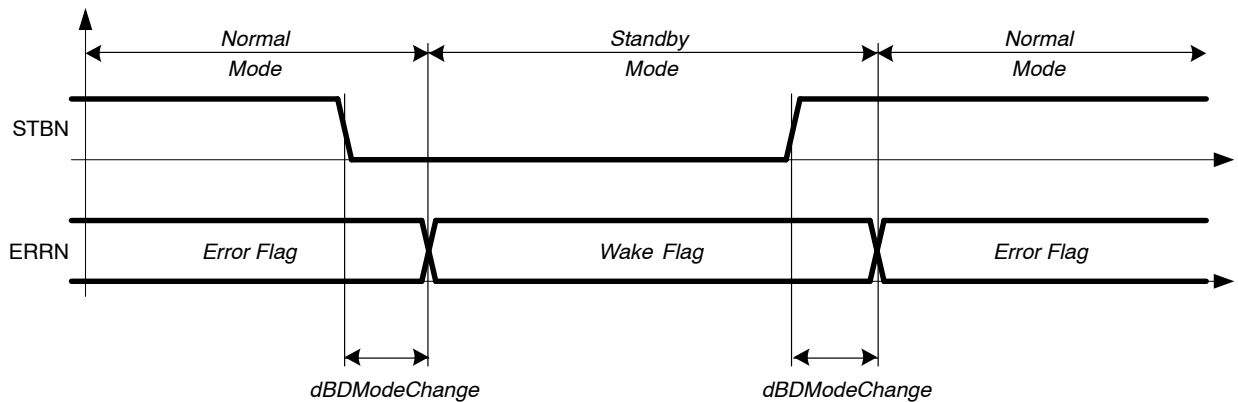 Normal
Mode
Standby
Mode
Normal
Mode
STBN
ERRN
Error Flag
Wake Flag
Error Flag
dBDModeChange
dBDModeChange